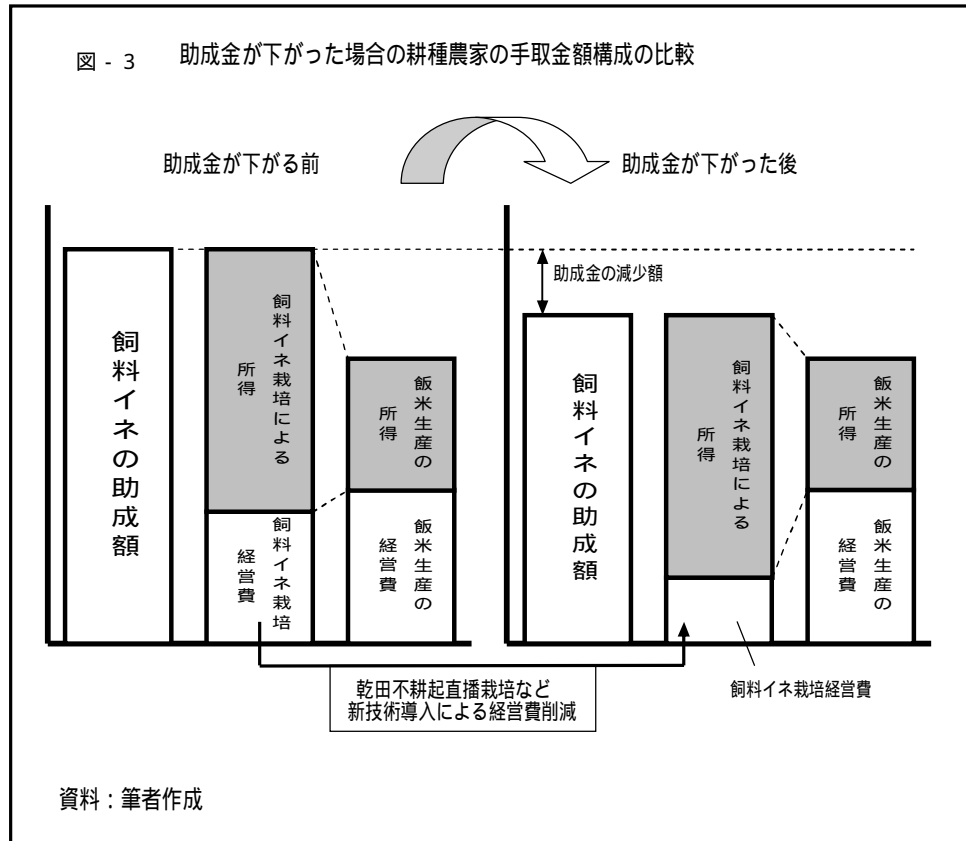 図 - 3 助成金が下がった場合の耕種農家の手取金額構成の比較
助成金が下がる前
助成金が下がった後
飼料イネの助成額
飼料イネ栽培による
所得
飼料イネ栽培
経営費
飯米生産の
所得
飯米生産の
経営費
助成金の減少額
飼料イネの助成額
飼料イネ栽培による
所得
飯米生産の
所得
飯米生産の
経営費
飼料イネ栽培経営費
乾田不耕起直播栽培など
新技術導入による経営費削減
資料：筆者作成